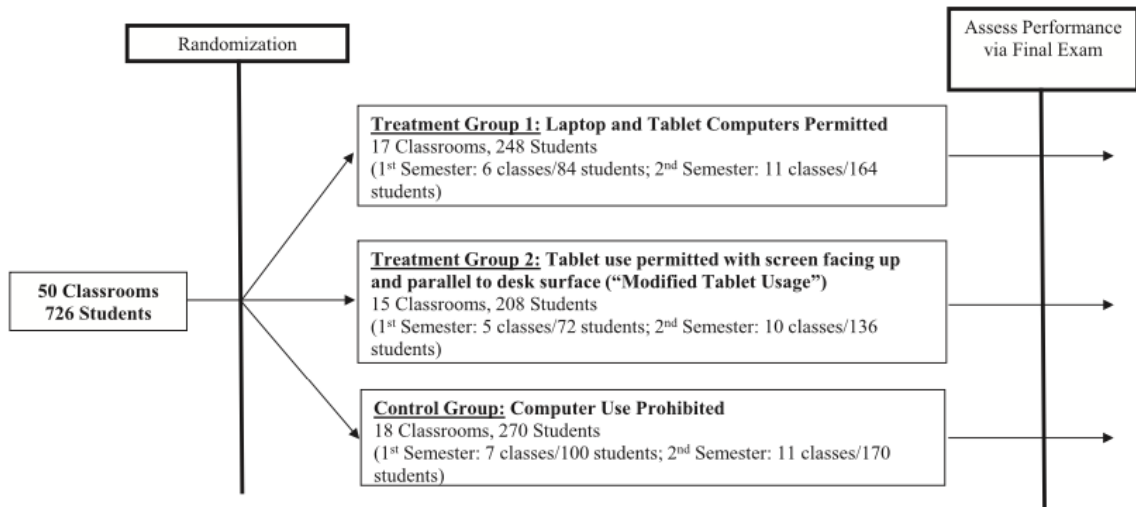 Randomization
Assess Performance
via Final Exam
Treatment Group 1: Laptop and Tablet Computers Permitted
17 Classrooms, 248 Students
(1st Semester: 6 classes/84 students; 2nd Semester: 11 classes/164
students)
50 Classrooms
726 Students
Treatment Group 2: Tablet use permitted with screen facing up
and parallel to desk surface (“Modified Tablet Usage”)
15 Classrooms, 208 Students
(1st Semester: 5 classes/72 students; 2nd Semester: 10 classes/136
students)
Control Group: Computer Use Prohibited
18 Classrooms, 270 Students
(1st Semester: 7 classes/100 students; 2nd Semester: 11 classes/170
students)